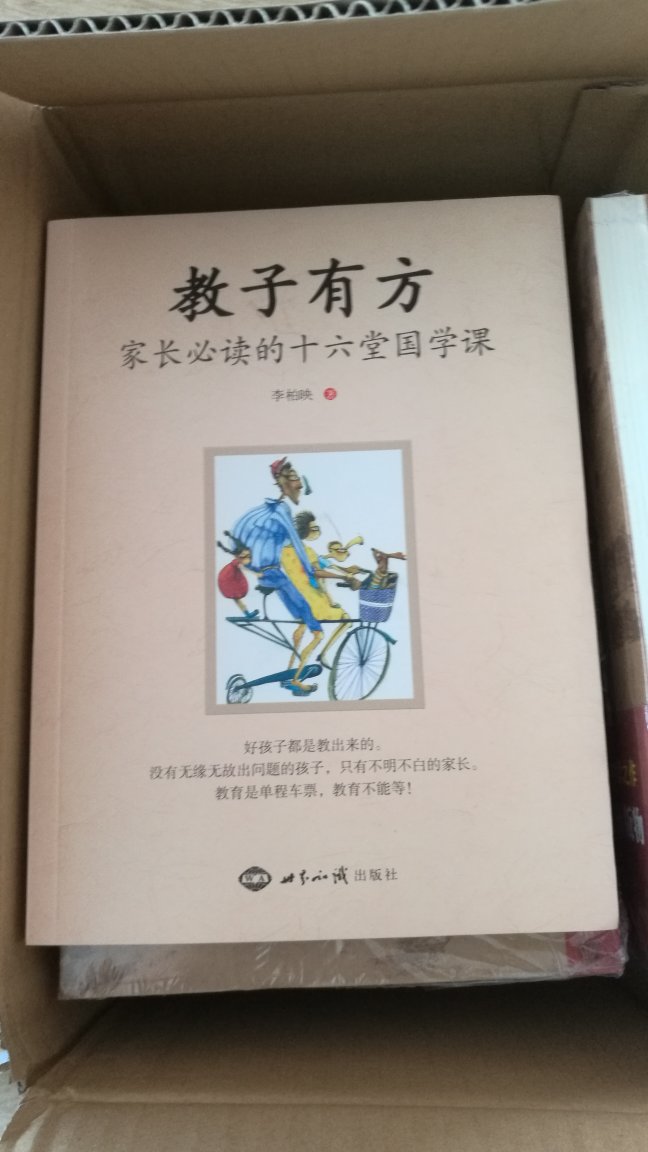 教子有方
家长必读的十六堂国学课
李柏映 著
好孩子都是教出来的。
没有无缘无故出问题的孩子，只有不明不白的家长。
教育是单程车票，教育不能等！
WA 世界知识出版社